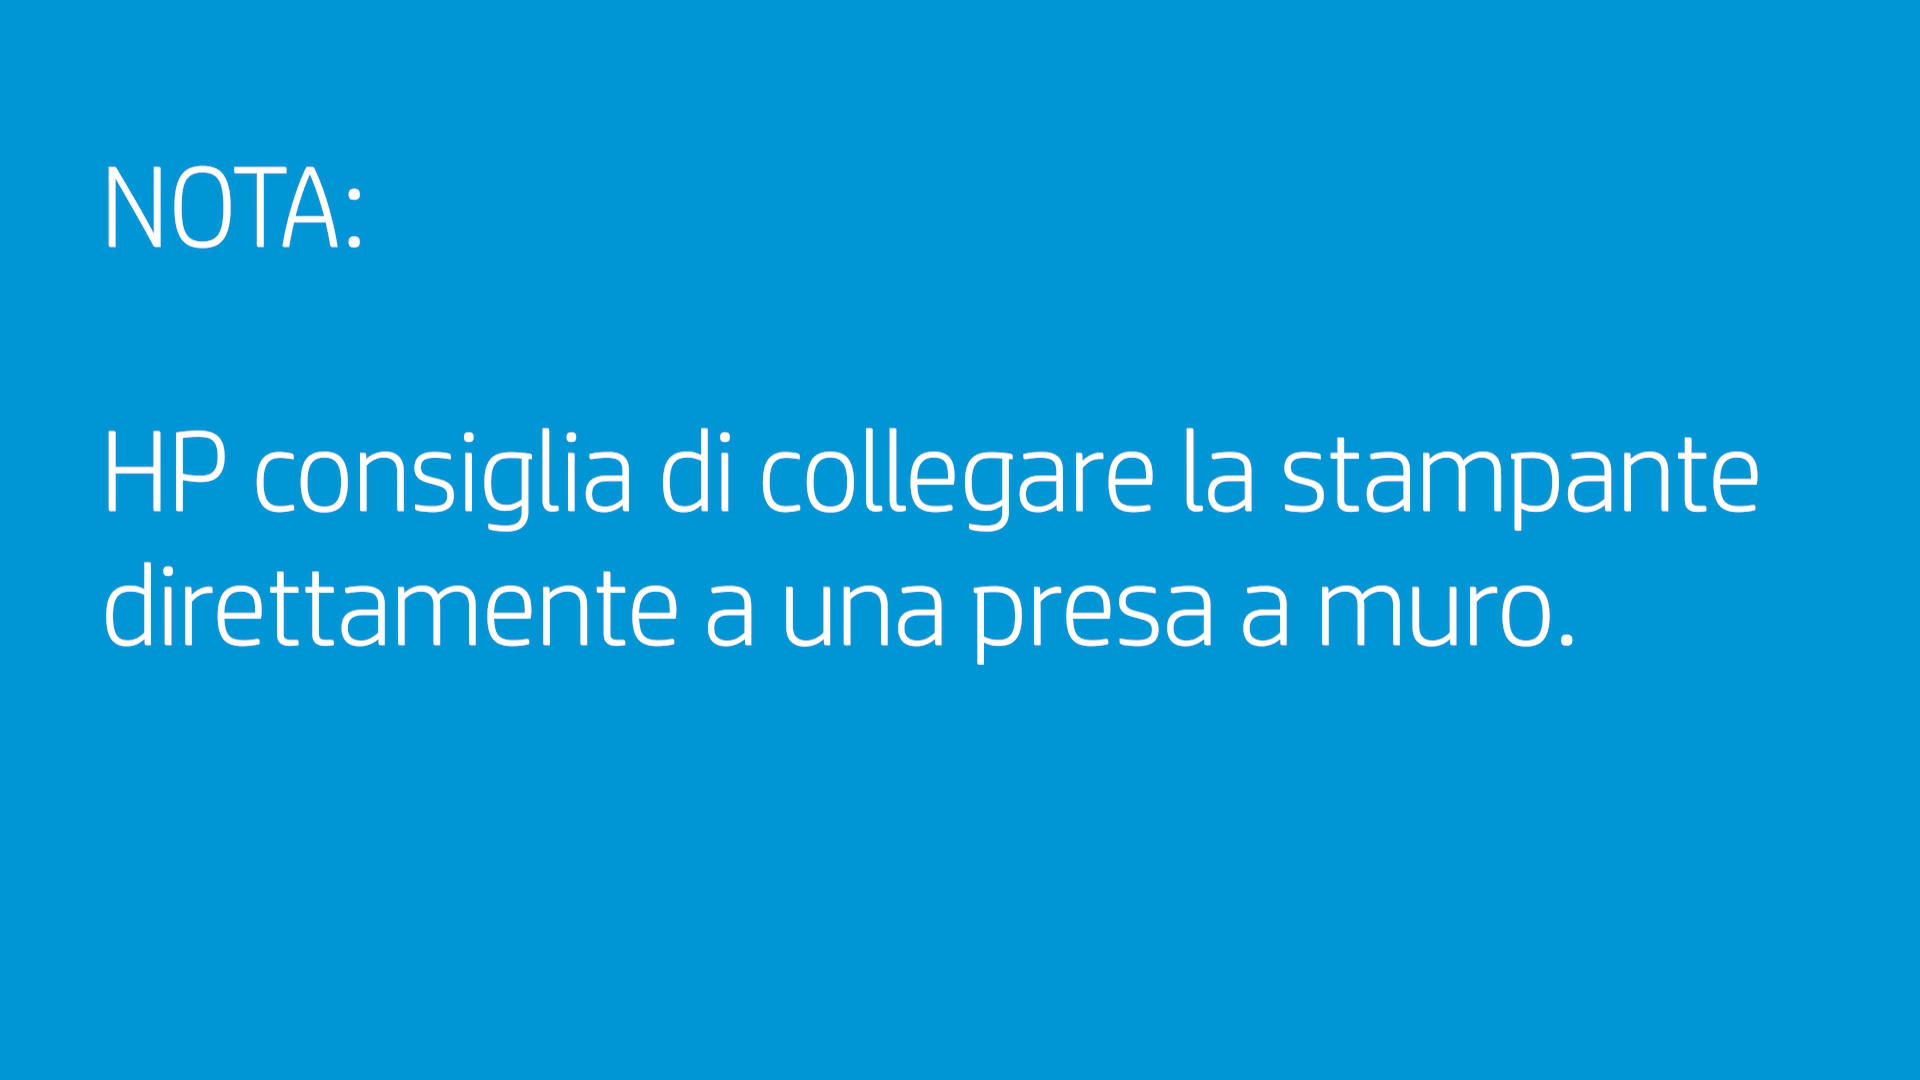 NOTA:
HP consiglia di collegare la stampante
direttamente a una presa a muro.